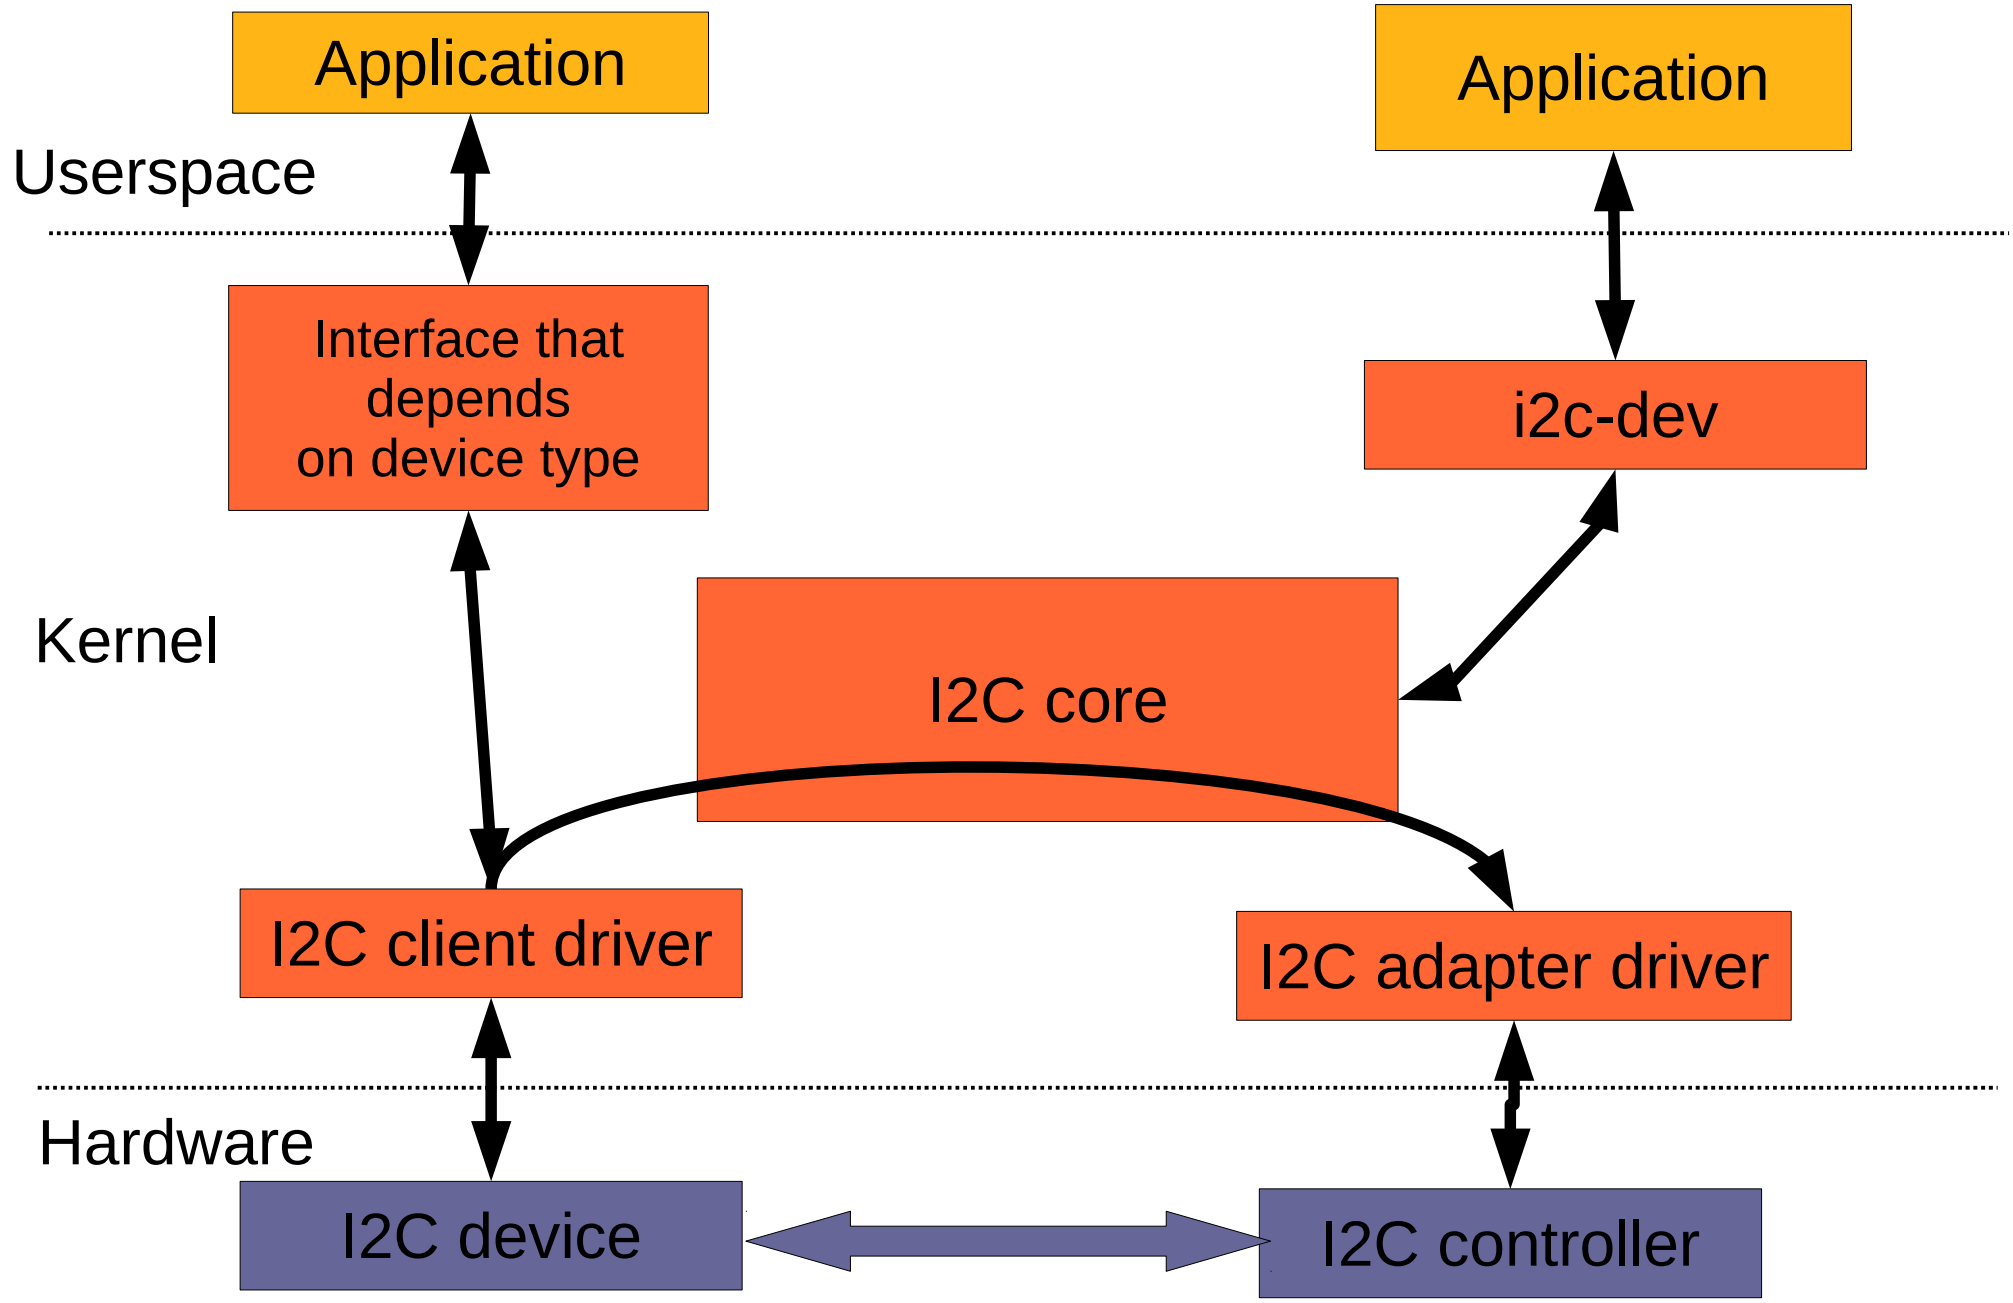 Application
Application
Userspace
Interface that
depends
on device type
i2c-dev
Kernel
I2C core
I2C client driver
I2C adapter driver
Hardware
I2C device
I2C controller